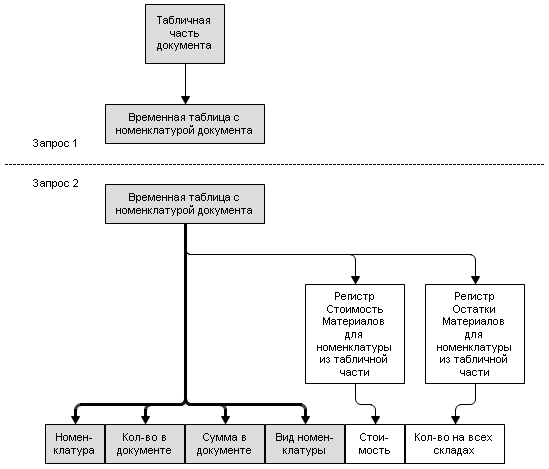 Табличная
часть
документа
Временная таблица с
номенклатурой документа
Запрос 1
Запрос 2
Временная таблица с
номенклатурой документа
Регистр
Стоимость
Материалов
для
номенклатуры
из табличной
части
Регистр
Остатки
Материалов
для
номенклатуры
из табличной
части
Номен-
клатура
Кол-во в
документе
Сумма в
документе
Вид номен-
клатуры
Стои-
мость
Кол-во на всех
складах